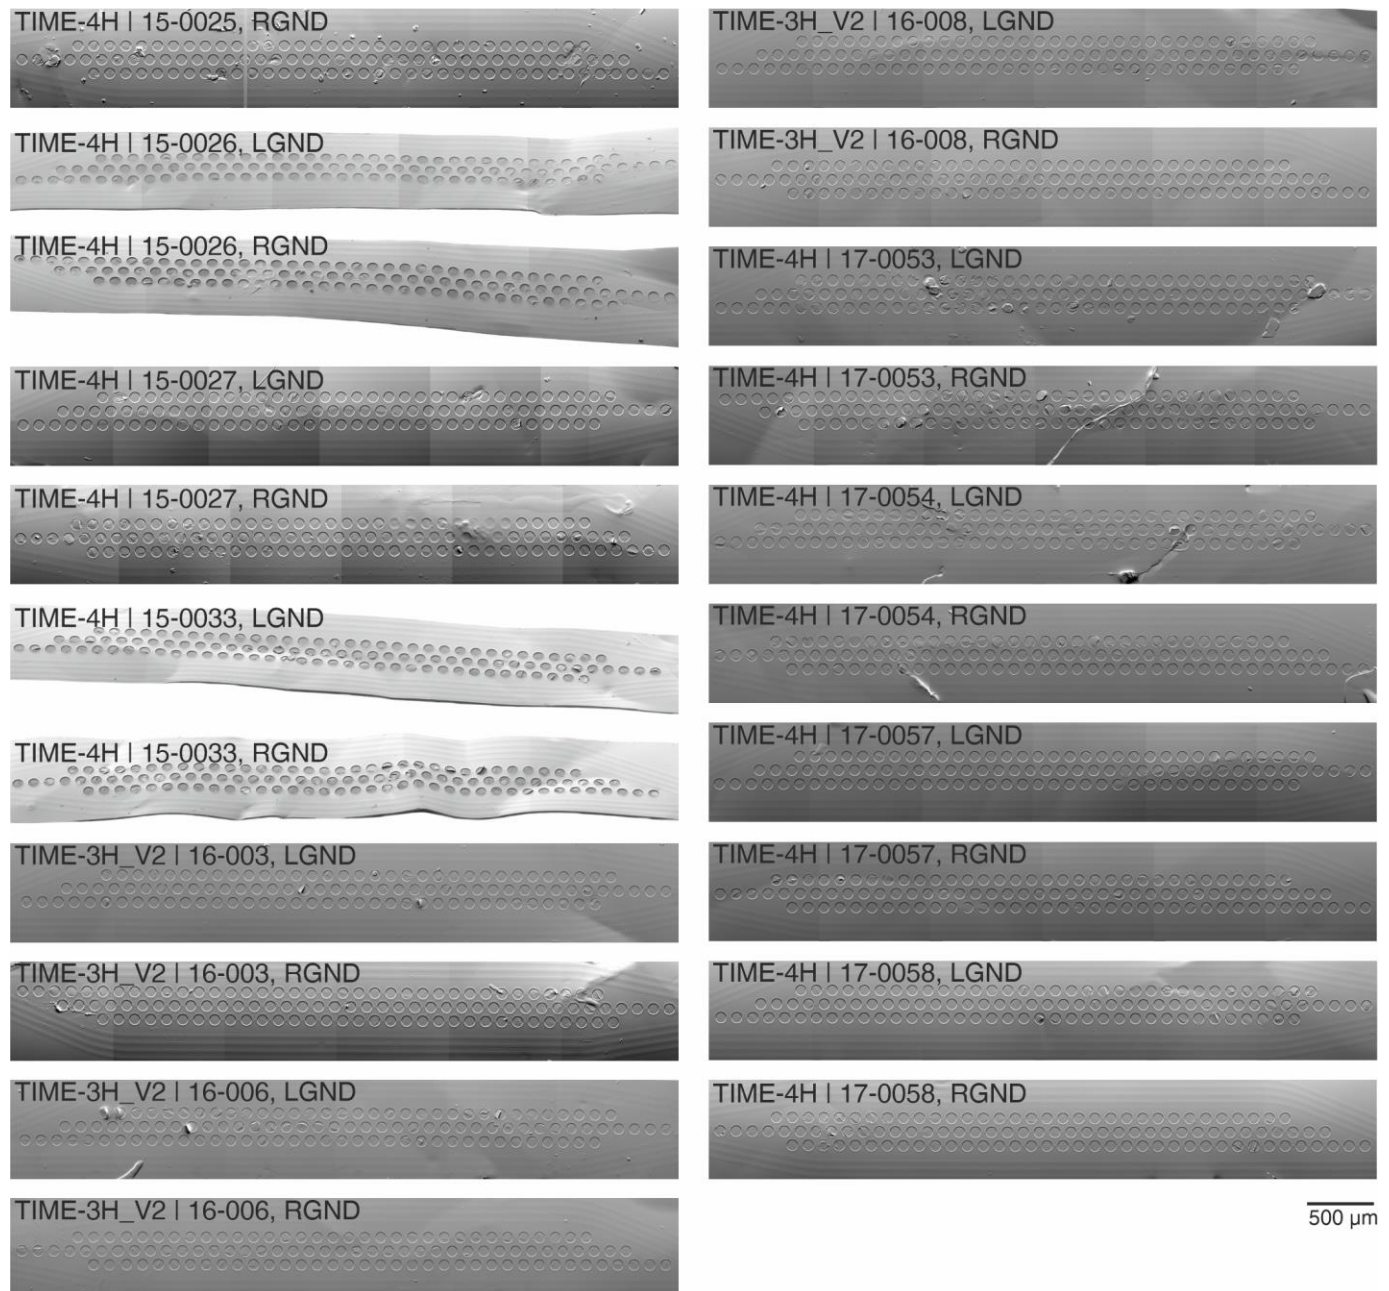 TIME-4H | 15-0025, RGND
TIME-4H | 15-0026, LGND
TIME-4H | 15-0026, RGND
TIME-4H | 15-0027, LGND
TIME-4H | 15-0027, RGND
TIME-4H | 15-0033, LGND
TIME-4H | 15-0033, RGND
TIME-3H_V2 | 16-003, LGND
TIME-3H_V2 | 16-003, RGND
TIME-3H_V2 | 16-006, LGND
TIME-3H_V2 | 16-006, RGND
TIME-3H_V2 | 16-008, LGND
TIME-3H_V2 | 16-008, RGND
TIME-4H | 17-0053, LGND
TIME-4H | 17-0053, RGND
TIME-4H | 17-0054, LGND
TIME-4H | 17-0054, RGND
TIME-4H | 17-0057, LGND
TIME-4H | 17-0057, RGND
TIME-4H | 17-0058, LGND
TIME-4H | 17-0058, RGND
500 µm